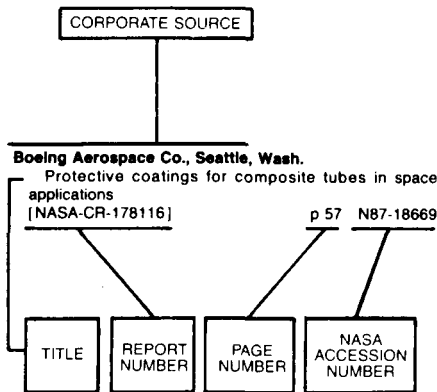 CORPORATE SOURCE
Boeing Aerospace Co., Seattle, Wash.
Protective coatings for composite tubes in space
applications
[NASA-CR-178116] p 57 N87-18669
TITLE
REPORT
NUMBER
PAGE
NUMBER
NASA
ACCESSION
NUMBER